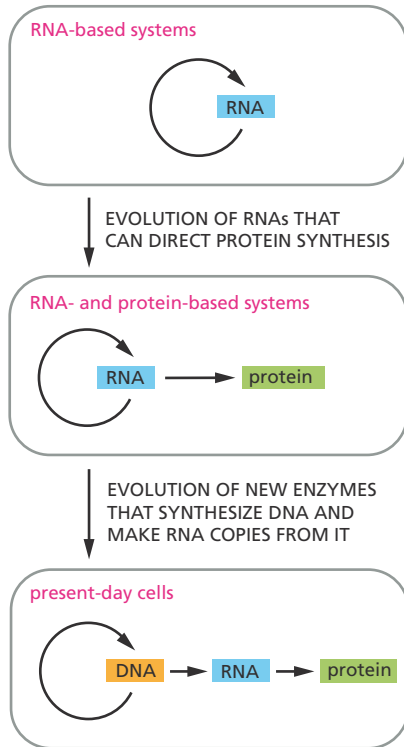 RNA-based systems
RNA
EVOLUTION OF RNAs THAT
CAN DIRECT PROTEIN SYNTHESIS
RNA- and protein-based systems
RNA protein
EVOLUTION OF NEW ENZYMES
THAT SYNTHESIZE DNA AND
MAKE RNA COPIES FROM IT
present-day cells
DNA RNA protein